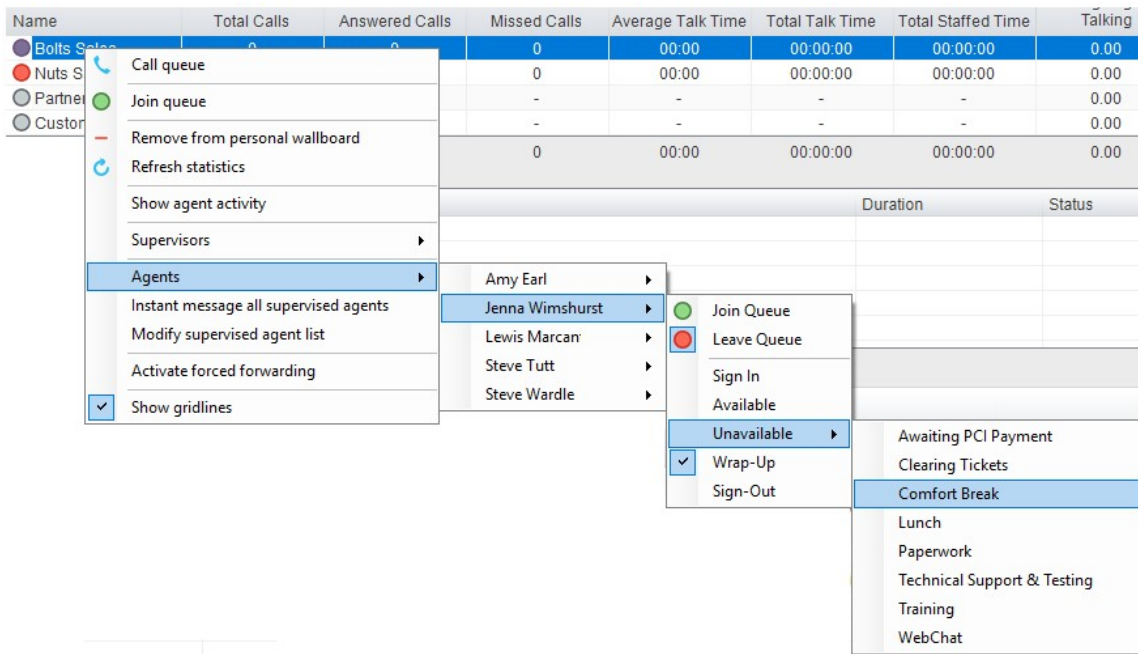 Name Total Calls Answered Calls Missed Calls Average Talk Time Total Talk Time Total Staffed Time Talking
Bolts Sales 0 0 0 00:00 00:00:00 00:00:00 0.00
Nuts S 0 00:00 00:00:00 00:00:00 0.00
Partner - - - - 0.00
Custor - - - - 0.00
0 00:00 00:00:00 00:00:00 0.00
Call queue
Join queue
Remove from personal wallboard
Refresh statistics
Show agent activity
Supervisors
Agents
Instant message all supervised agents
Modify supervised agent list
Activate forced forwarding
Show gridlines
Duration Status
Amy Earl
Jenna Wimshurst
Lewis Marcan
Steve Tutt
Steve Wardle
Join Queue
Leave Queue
Sign In
Available
Unavailable
Wrap-Up
Sign-Out
Awaiting PCI Payment
Clearing Tickets
Comfort Break
Lunch
Paperwork
Technical Support & Testing
Training
WebChat